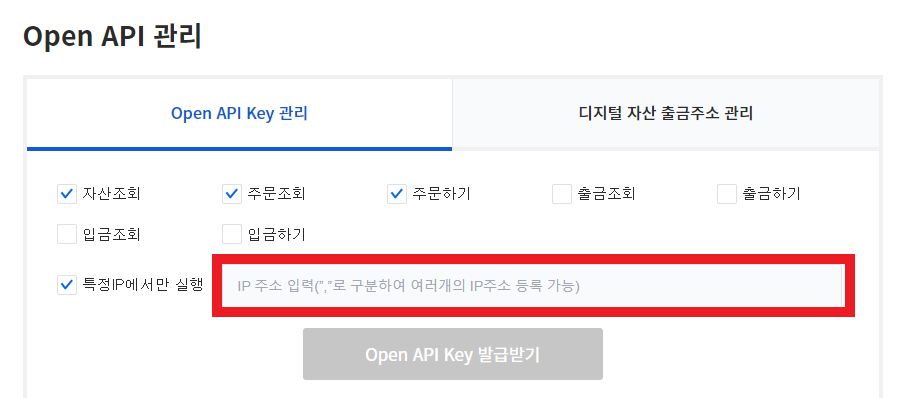 Open API 관리
Open API Key 관리
디지털 자산 출금주소 관리
자산조회
주문조회
주문하기
출금조회
출금하기
입금조회
입금하기
특정IP에서만 실행
IP 주소 입력(","로 구분하여 여러개의 IP주소 등록 가능)
Open API Key 발급받기